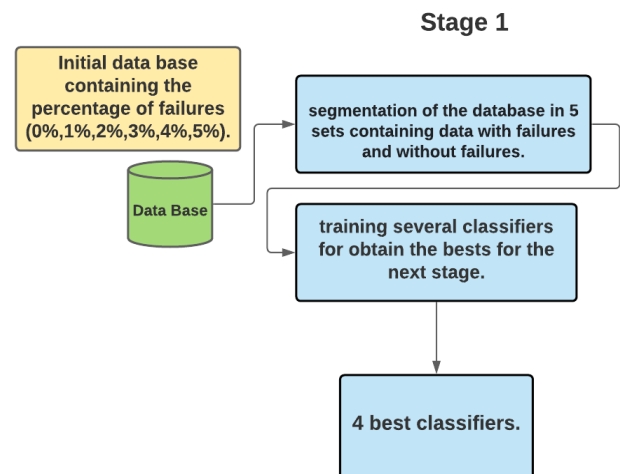 Stage 1
Initial data base
containing the
percentage of failures
(0%,1%,2%,3%,4%,5%).
segmentation of the database in 5
sets containing data with failures
and without failures.
Data Base
training several classifiers
for obtain the bests for the
next stage.
4 best classifiers.